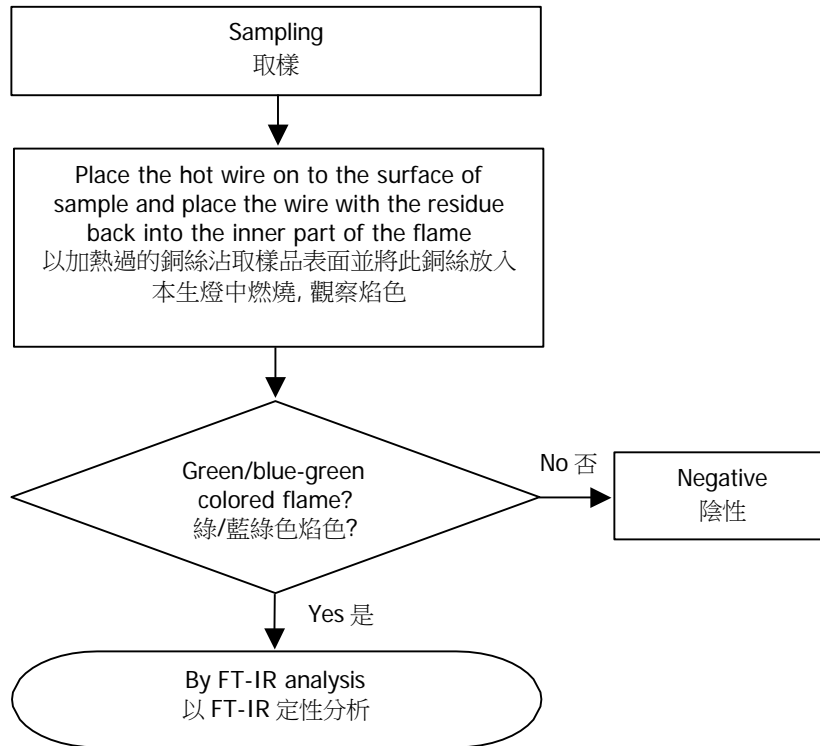 Sampling
取樣
Place the hot wire on to the surface of
sample and place the wire with the residue
back into the inner part of the flame
以加熱過的銅絲沾取樣品表面並將此銅絲放入
本生燈中燃燒, 觀察焰色
Green/blue-green
colored flame?
綠/藍綠色焰色?
No 否
Negative
陰性
Yes 是
By FT-IR analysis
以 FT-IR 定性分析